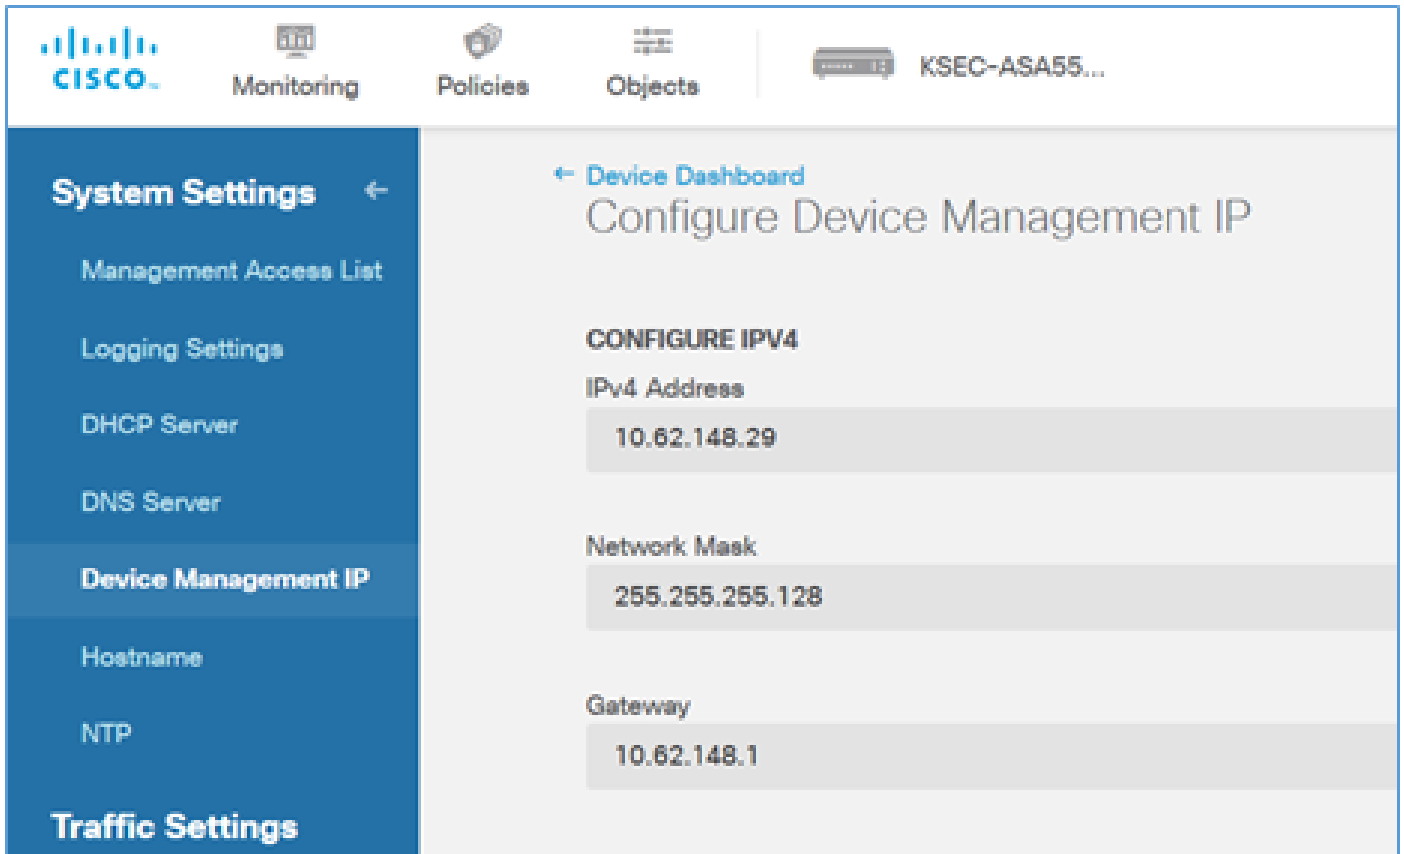 CISCO
Monitoring
Policies
Objects
KSEC-ASA55...
System Settings ←
Management Access List
Logging Settings
DHCP Server
DNS Server
Device Management IP
Hostname
NTP
Traffic Settings
← Device Dashboard
Configure Device Management IP
CONFIGURE IPV4
IPv4 Address
10.62.148.29
Network Mask
255.255.255.128
Gateway
10.62.148.1